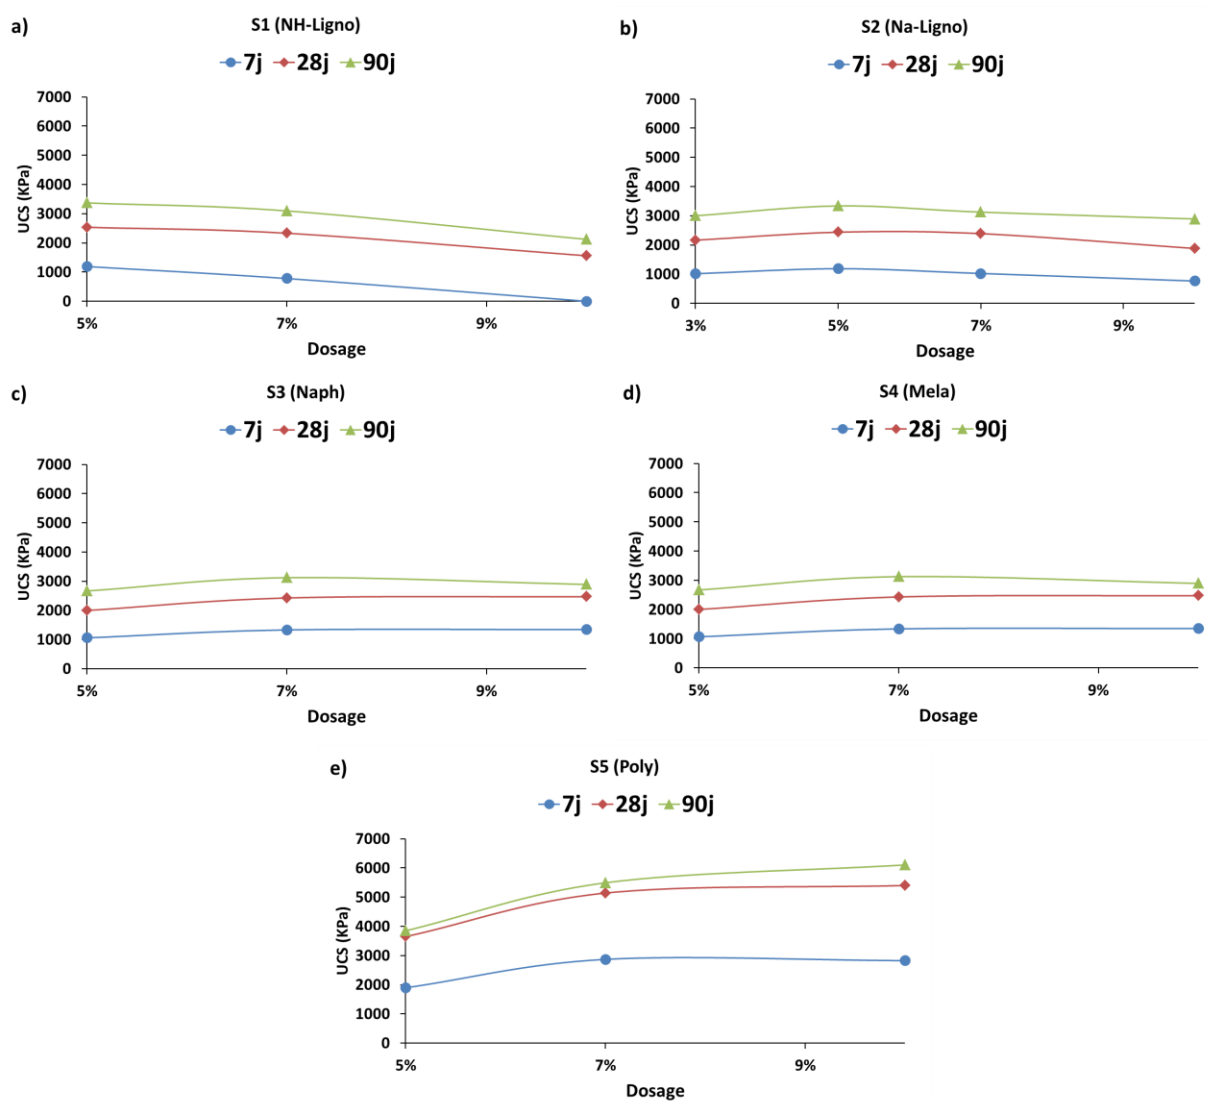 a)
S1 (NH-Ligno)
7j 28j 90j
7000
6000
5000
4000
3000
2000
1000
0
UCS (KPa)
5% 7% 9%
Dosage
b)
S2 (Na-Ligno)
7j 28j 90j
7000
6000
5000
4000
3000
2000
1000
0
UCS (KPa)
3% 5% 7% 9%
Dosage
c)
S3 (Naph)
7j 28j 90j
7000
6000
5000
4000
3000
2000
1000
0
UCS (KPa)
5% 7% 9%
Dosage
d)
S4 (Mela)
7j 28j 90j
7000
6000
5000
4000
3000
2000
1000
0
UCS (KPa)
5% 7% 9%
Dosage
e)
S5 (Poly)
7j 28j 90j
7000
6000
5000
4000
3000
2000
1000
0
UCS (KPa)
5% 7% 9%
Dosage